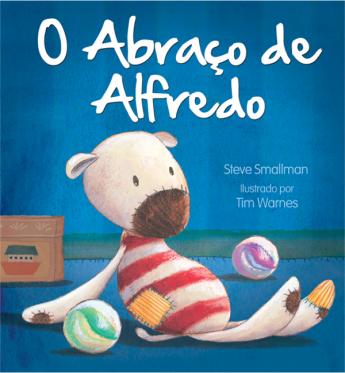 O Abraço de
Alfredo
Steve Smallman
Ilustrado por
Tim Warnes